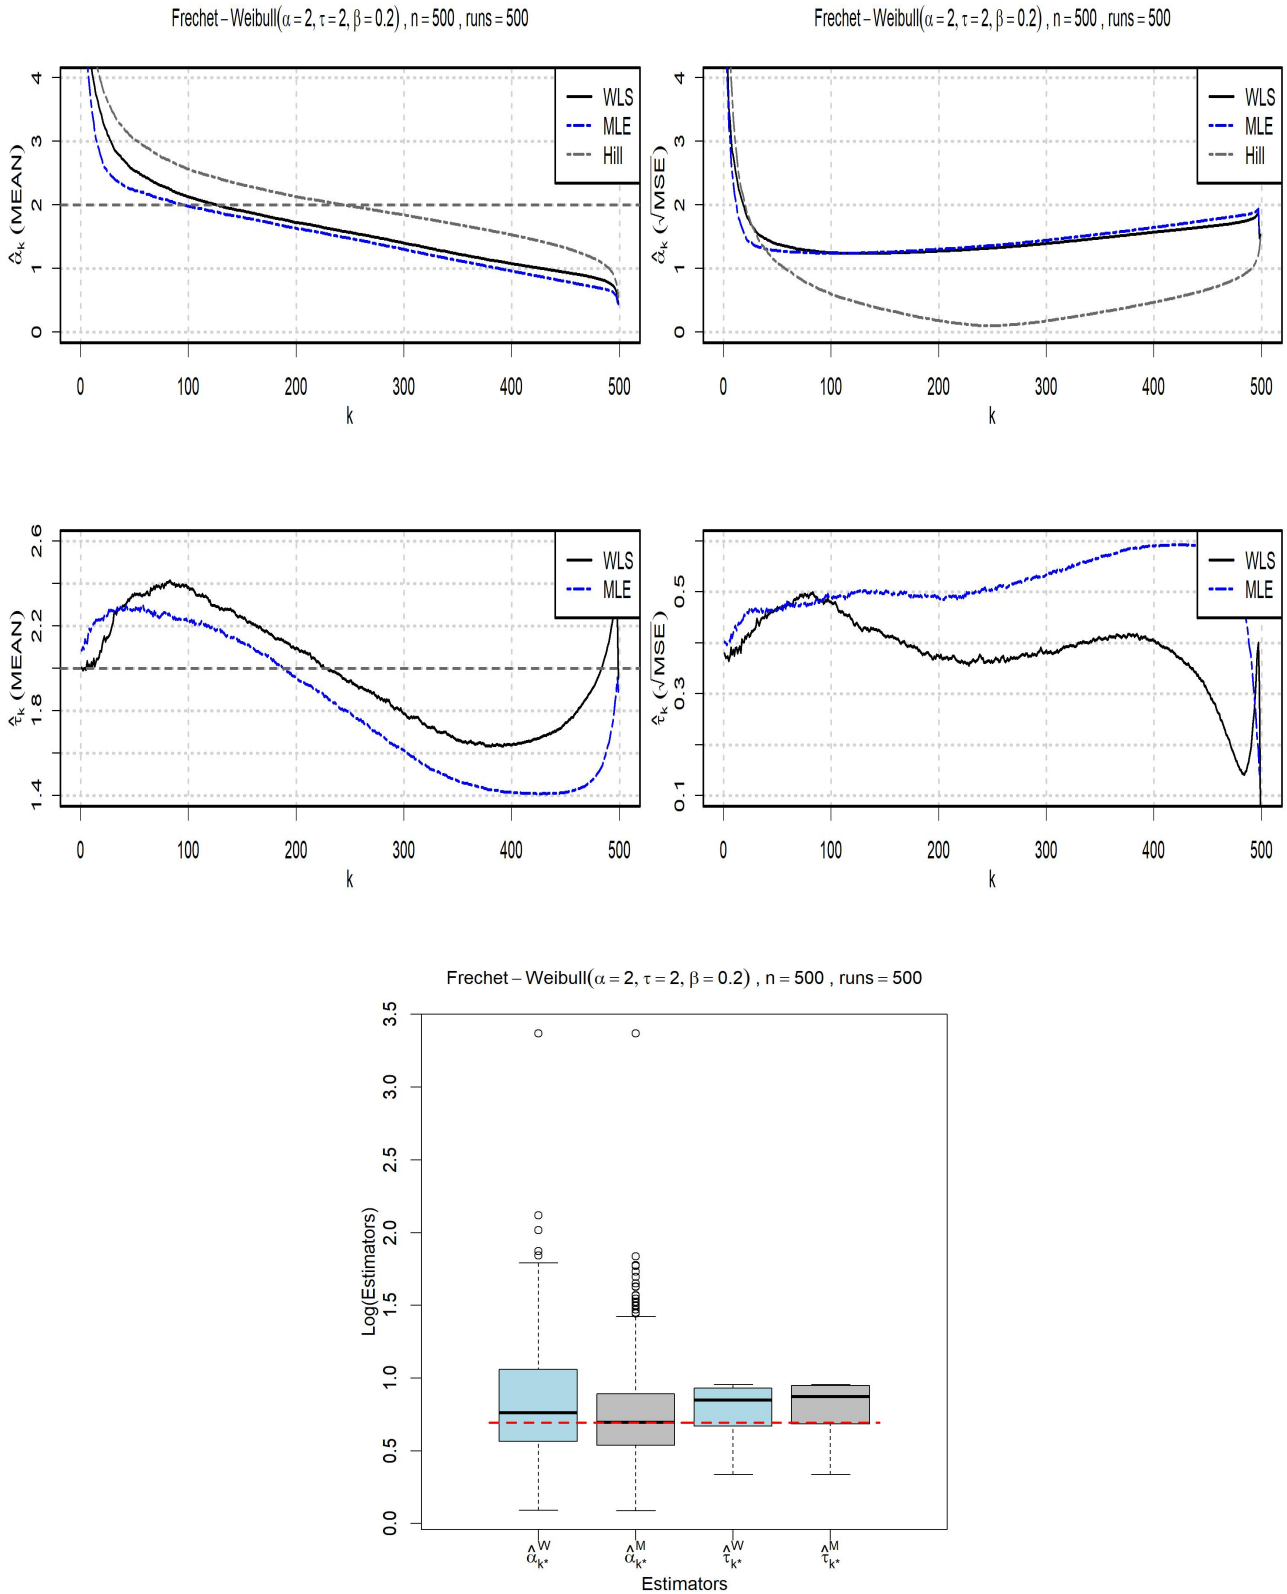 Frechet – Weibull(α = 2, τ = 2, β = 0.2) , n = 500 , runs = 500
α̂ₖ (MEAN)
4
3
2
1
0
WLS
MLE
Hill
0 100 200 300 400 500
k
Frechet – Weibull(α = 2, τ = 2, β = 0.2) , n = 500 , runs = 500
α̂ₖ (√MSE)
4
3
2
1
0
WLS
MLE
Hill
0 100 200 300 400 500
k
τ̂ₖ (MEAN)
2.6
2.2
1.8
1.4
WLS
MLE
0 100 200 300 400 500
k
τ̂ₖ (√MSE)
0.5
0.3
0.1
WLS
MLE
0 100 200 300 400 500
k
Frechet – Weibull(α = 2, τ = 2, β = 0.2) , n = 500 , runs = 500
Log(Estimators)
3.5
3.0
2.5
2.0
1.5
1.0
0.5
0.0
α̂ₖ*ᵂ α̂ₖ*ᴹ τ̂ₖ*ᵂ τ̂ₖ*ᴹ
Estimators